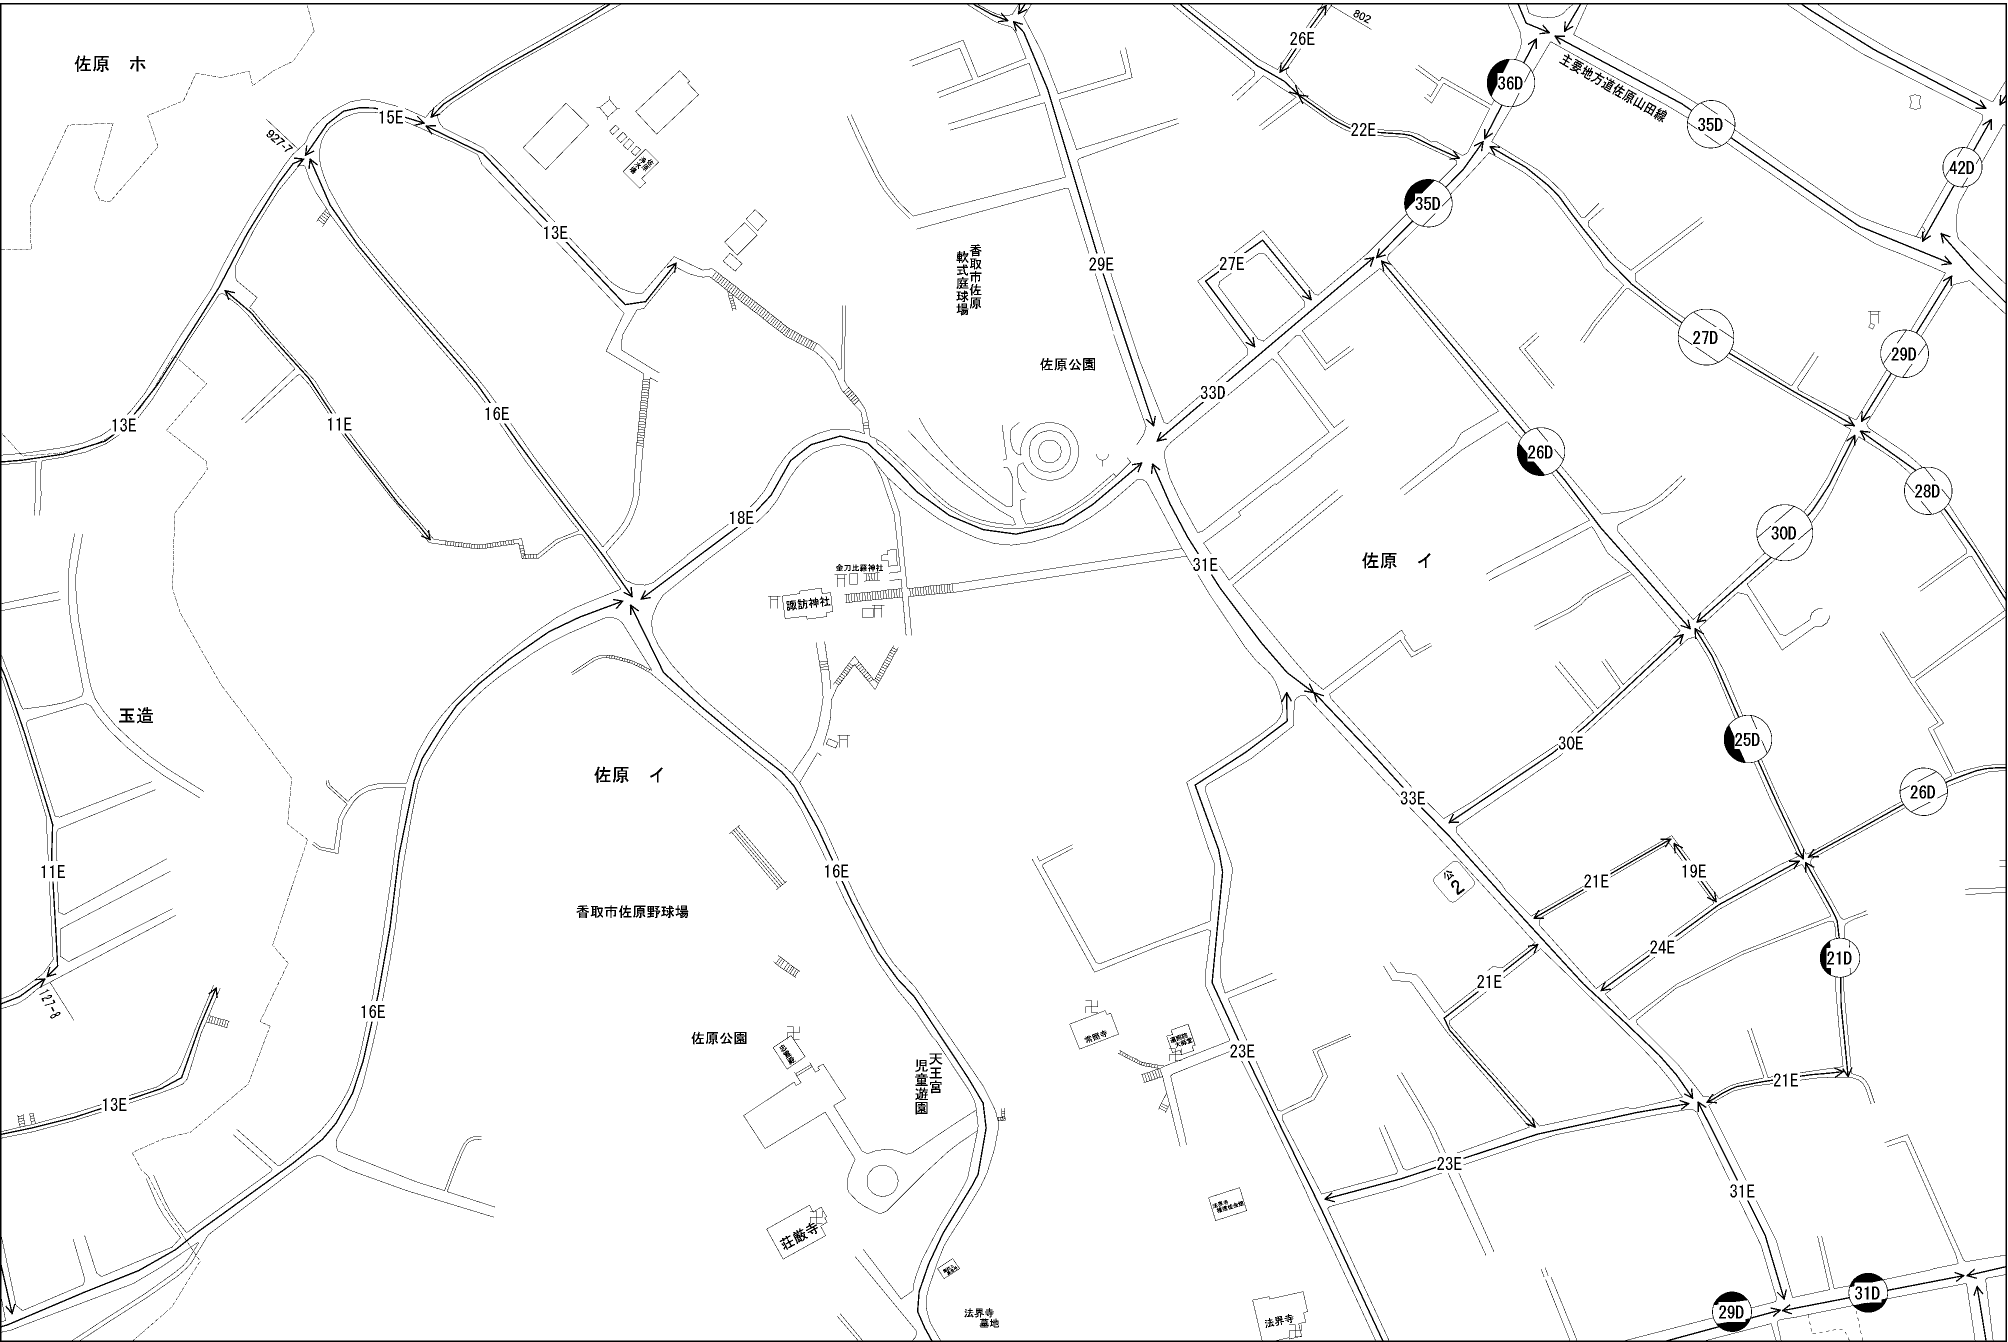 802
佐原　ホ
26E
36D
主要地方道佐原山田線
15E
22E
35D
927-7
42D
35D
13E
29E
27E
香取市佐原
軟式庭球場
27D
29D
佐原公園
33D
13E
11E
16E
26D
28D
18E
30D
31E
佐原　イ
金刀比羅神社
諏訪神社
玉造
30E
25D
佐原　イ
33E
26D
11E
16E
21E
19E
公2
香取市佐原野球場
24E
21D
21E
127-8
16E
佐原公園
常照寺
23E
天王宮
児童遊園
21E
13E
23E
31E
荘厳寺
31D
29D
法界寺
墓地
法界寺